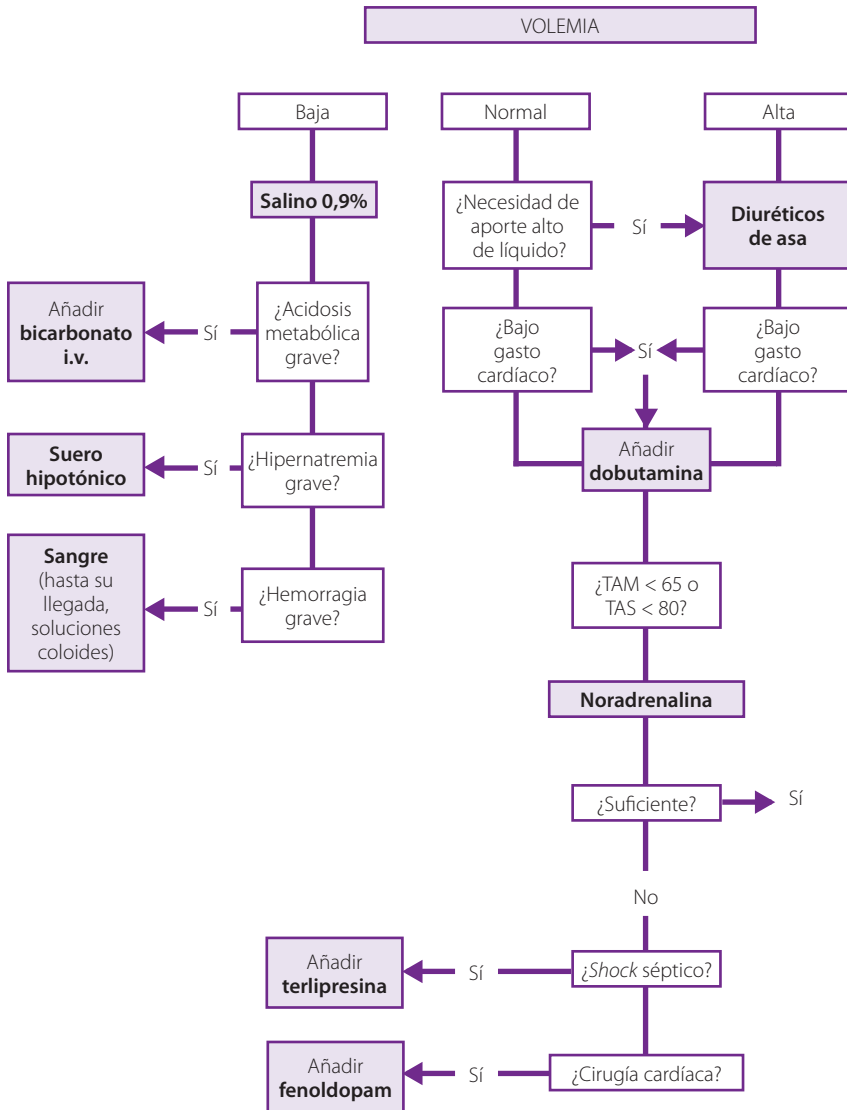 VOLEMIA
Baja
Normal
Alta
Salino 0,9%
¿Necesidad de
aporte alto
de líquido?
Sí
Diuréticos
de asa
Añadir
bicarbonato
i.v.
Sí
¿Acidosis
metabólica
grave?
¿Bajo
gasto
cardíaco?
Sí
¿Bajo
gasto
cardíaco?
Suero
hipotónico
Sí
¿Hipernatremia
grave?
Añadir
dobutamina
Sangre
(hasta su
llegada,
soluciones
coloides)
Sí
¿Hemorragia
grave?
¿TAM < 65 o
TAS < 80?
Noradrenalina
¿Suficiente?
Sí
No
Añadir
terlipresina
Sí
¿Shock séptico?
Añadir
fenoldopam
Sí
¿Cirugía cardíaca?